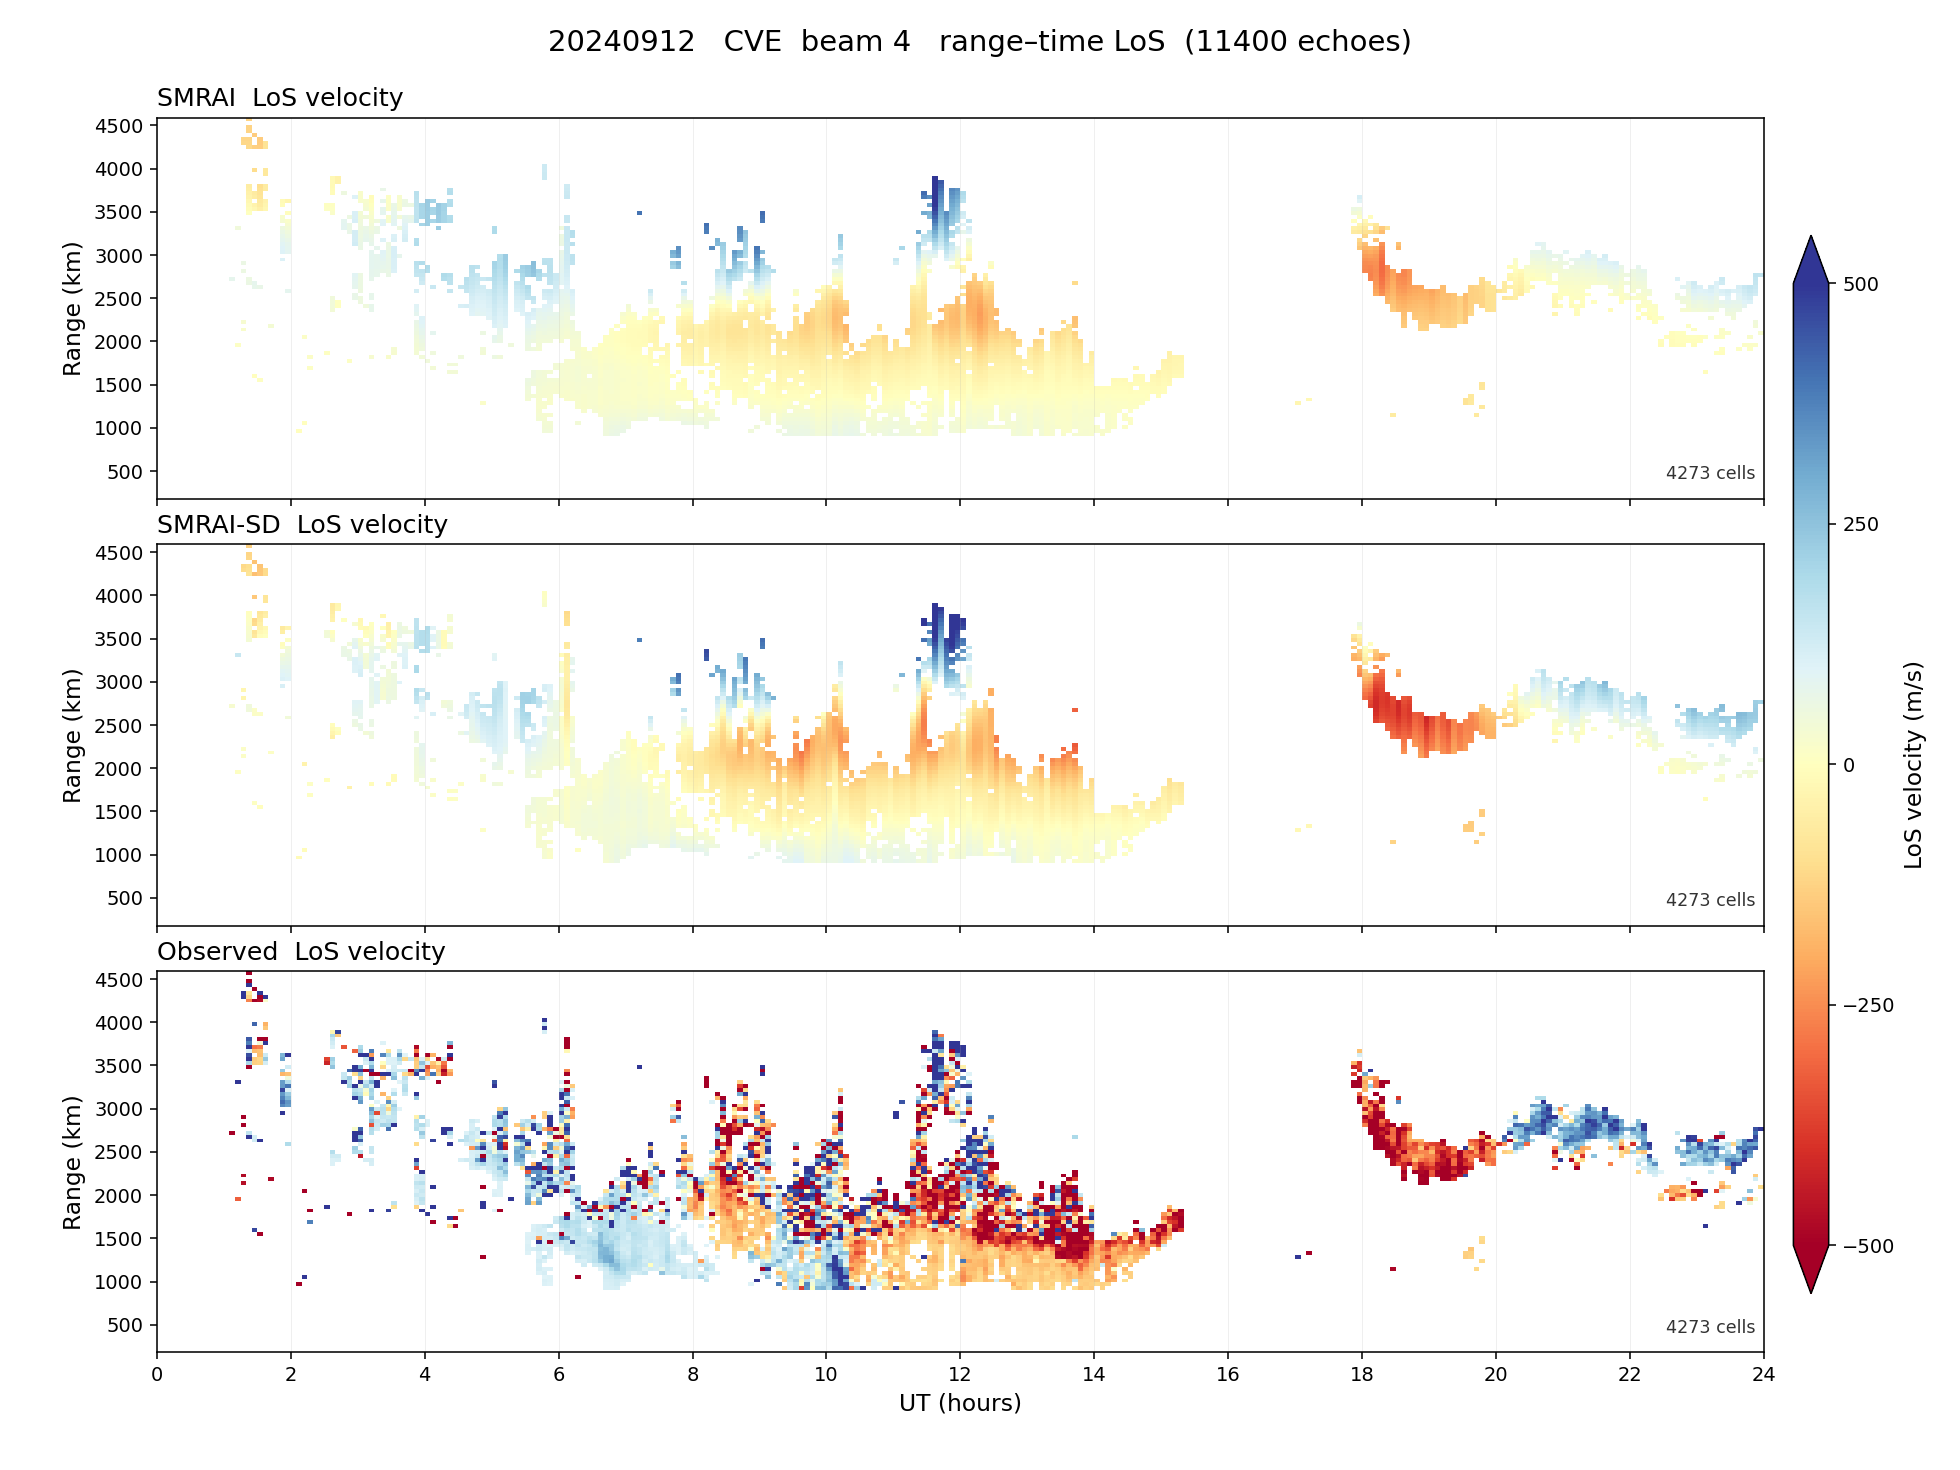 20240912   CVE  beam 4   range–time LoS  (11400 echoes)
SMRAI  LoS velocity
Range (km)
4500
4000
3500
3000
2500
2000
1500
1000
500
4273 cells
SMRAI-SD  LoS velocity
Range (km)
4500
4000
3500
3000
2500
2000
1500
1000
500
4273 cells
Observed  LoS velocity
Range (km)
4500
4000
3500
3000
2500
2000
1500
1000
500
4273 cells
0 2 4 6 8 10 12 14 16 18 20 22 24
UT (hours)
500
250
0
−250
−500
LoS velocity (m/s)